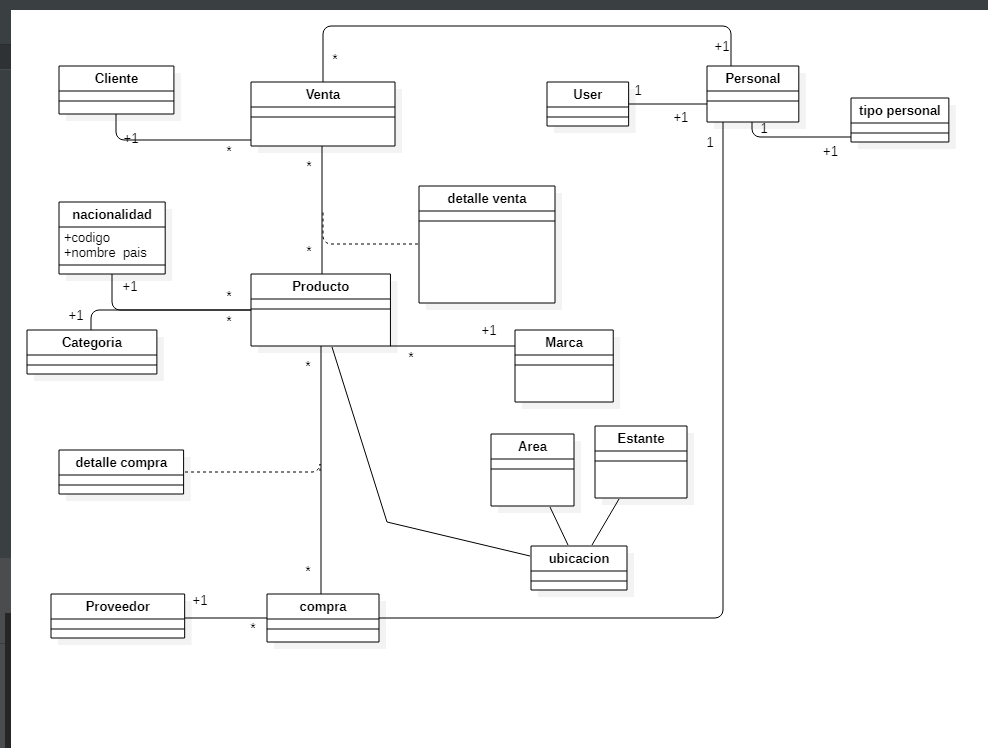 +1
*
Cliente
Venta
User
1
Personal
tipo personal
+1
+1
*
+1
1
1
+1
*
detalle venta
nacionalidad
+codigo
+nombre pais
*
+1
*
Producto
+1
*
Categoria
+1
*
Marca
*
Area
Estante
detalle compra
ubicacion
*
Proveedor
+1
*
compra